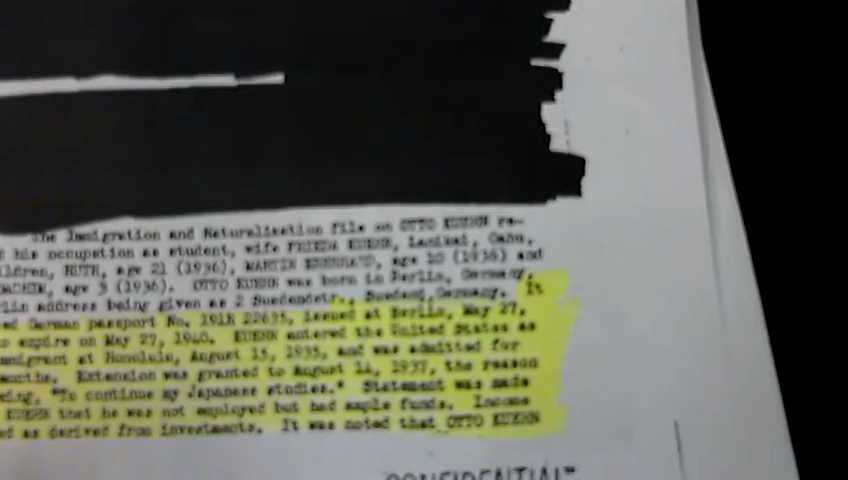 The Immigration and Naturalization file on OTTO KUEHN re-
his occupation as student, wife FRIEDA KUEHN, Lanikai, Oahu,
ldren, RUTH, age 21 (1936), MARTIN, age 10 (1936) and
OACHIM, age 3 (1936). OTTO KUEHN was born in Berlin, Germany,
lin address being given as 2 Suedendstr., Suedend, Germany. It
ed German passport No. 191R 22635, issued at Berlin, May 27,
o expire on May 27, 1940. KUEHN entered the United States as
mmigrant at Honolulu, August 15, 1935, and was admitted for
months. Extension was granted to August 14, 1937, the reason
ing, "To continue my Japanese studies." Statement was made
KUEHN that he was not employed but had ample funds. Income
ed as derived from investments. It was noted that OTTO KUEHN
CONFIDENTIAL